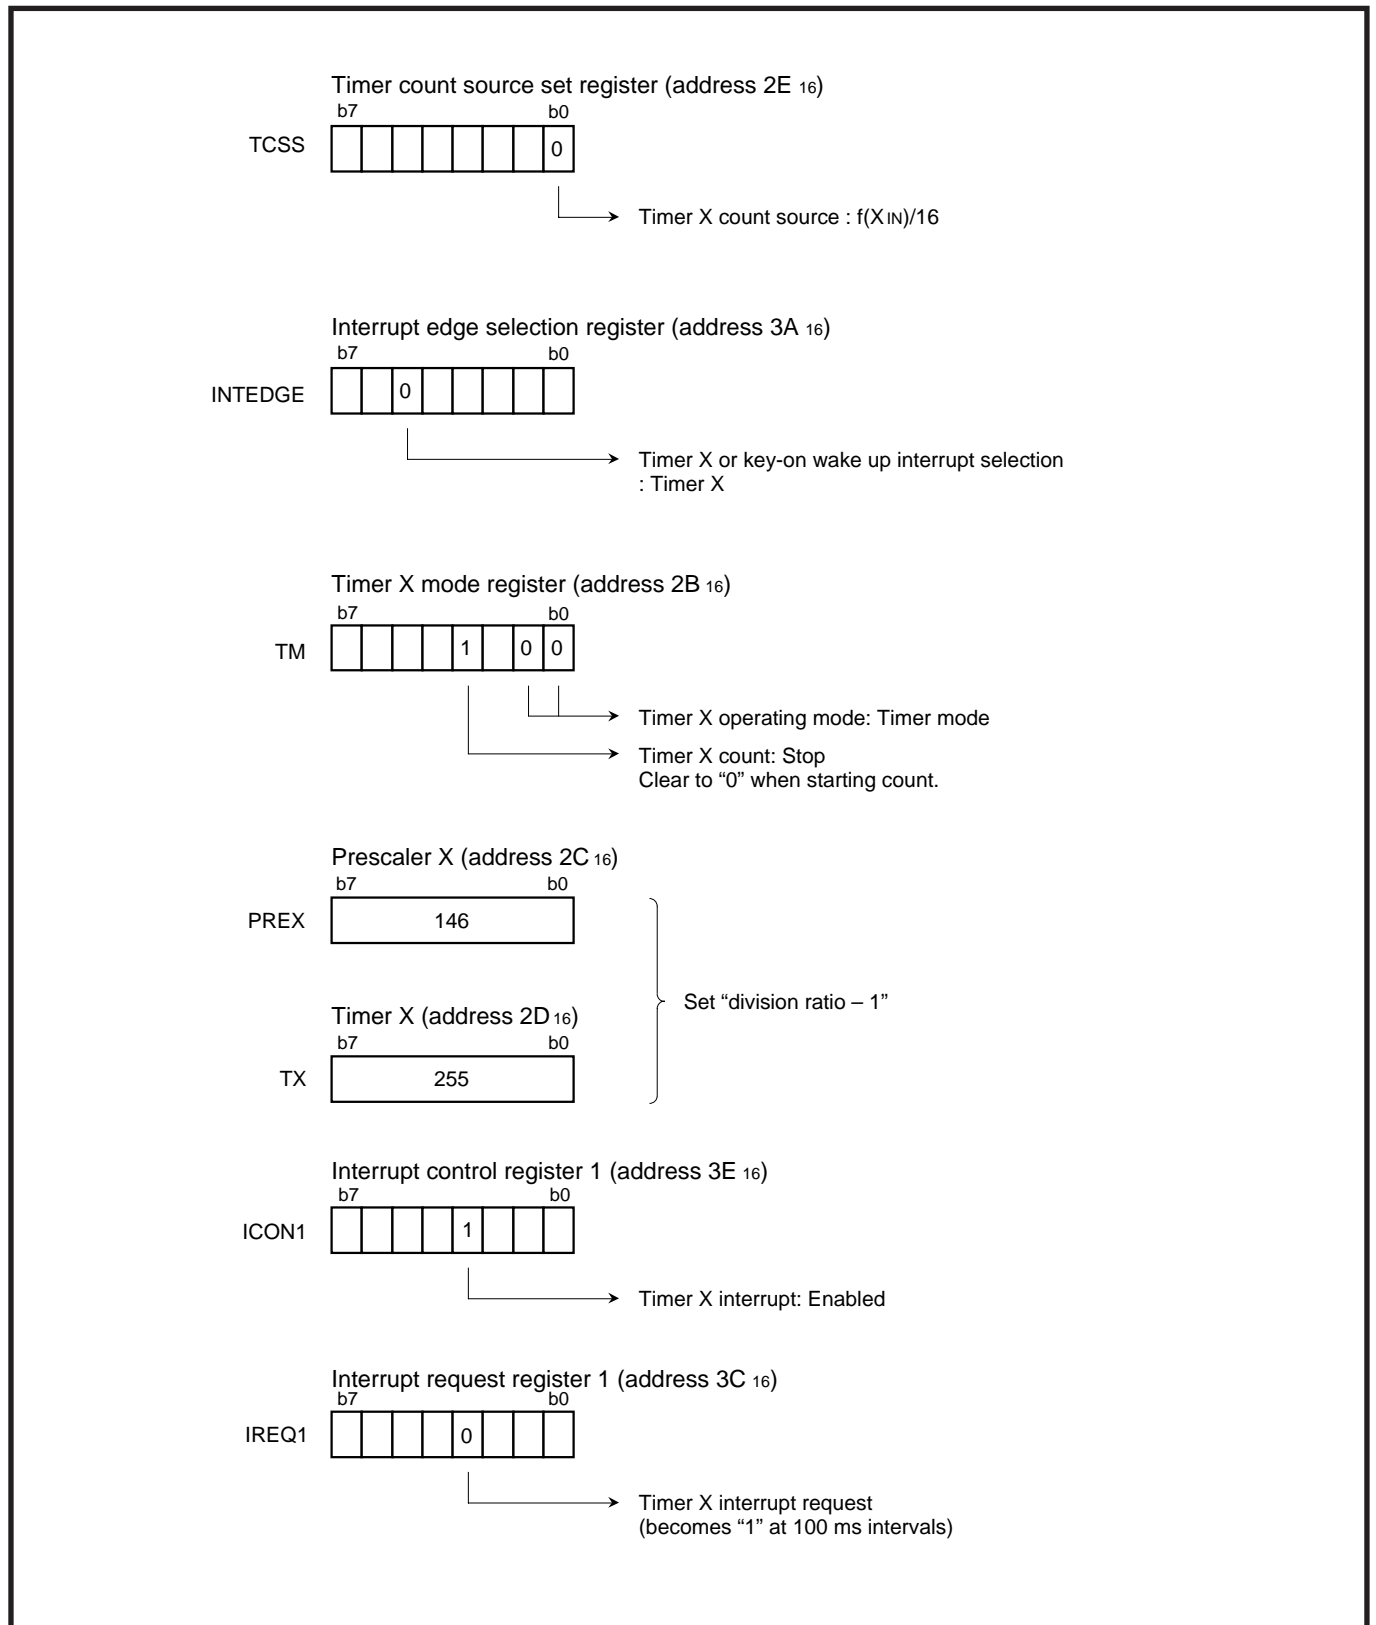 Timer count source set register (address 2E 16)
b7 b0
TCSS 0
Timer X count source : f(XIN)/16
Interrupt edge selection register (address 3A 16)
b7 b0
INTEDGE 0
Timer X or key-on wake up interrupt selection
: Timer X
Timer X mode register (address 2B 16)
b7 b0
TM 1 0 0
Timer X operating mode: Timer mode
Timer X count: Stop
Clear to “0” when starting count.
Prescaler X (address 2C 16)
b7 b0
PREX 146
Set “division ratio – 1”
Timer X (address 2D 16)
b7 b0
TX 255
Interrupt control register 1 (address 3E 16)
b7 b0
ICON1 1
Timer X interrupt: Enabled
Interrupt request register 1 (address 3C 16)
b7 b0
IREQ1 0
Timer X interrupt request
(becomes “1” at 100 ms intervals)